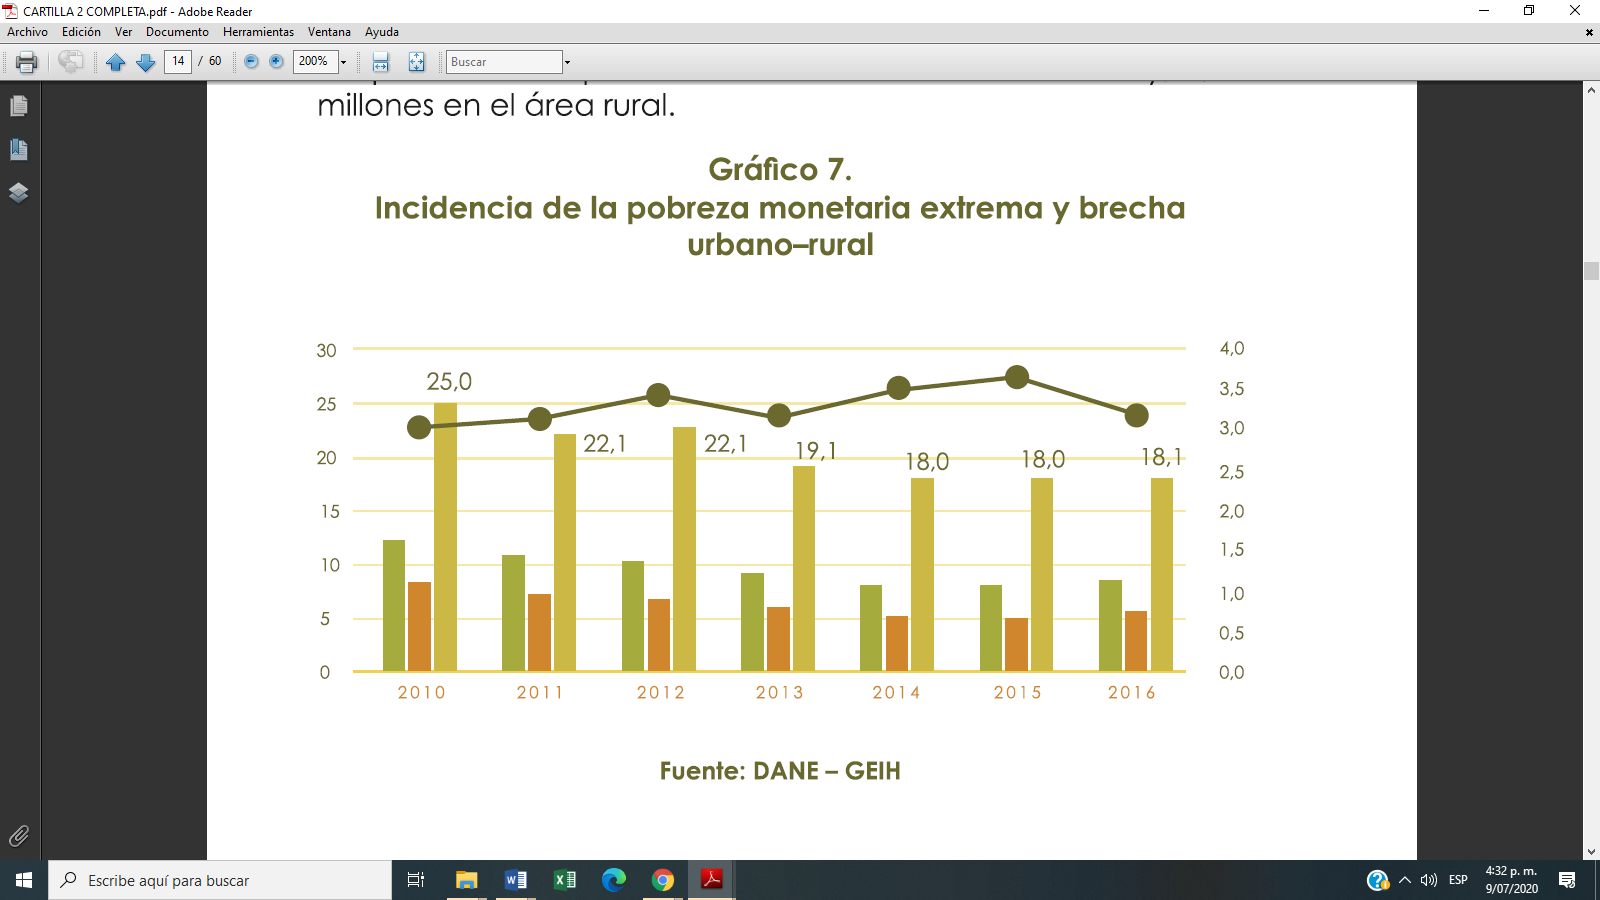 CARTILLA 2 COMPLETA.pdf - Adobe Reader
Archivo Edición Ver Documento Herramientas Ventana Ayuda
14 / 60 200% Buscar
millones en el área rural.
Gráfico 7.
Incidencia de la pobreza monetaria extrema y brecha
urbano–rural
30 4,0
25,0 3,5
25 3,0
22,1 22,1 19,1 18,0 18,0 18,1
20 2,5
15 2,0
1,5
10 1,0
5 0,5
0 0,0
2010 2011 2012 2013 2014 2015 2016
Fuente: DANE – GEIH
Escribe aquí para buscar
ESP
4:32 p. m.
9/07/2020